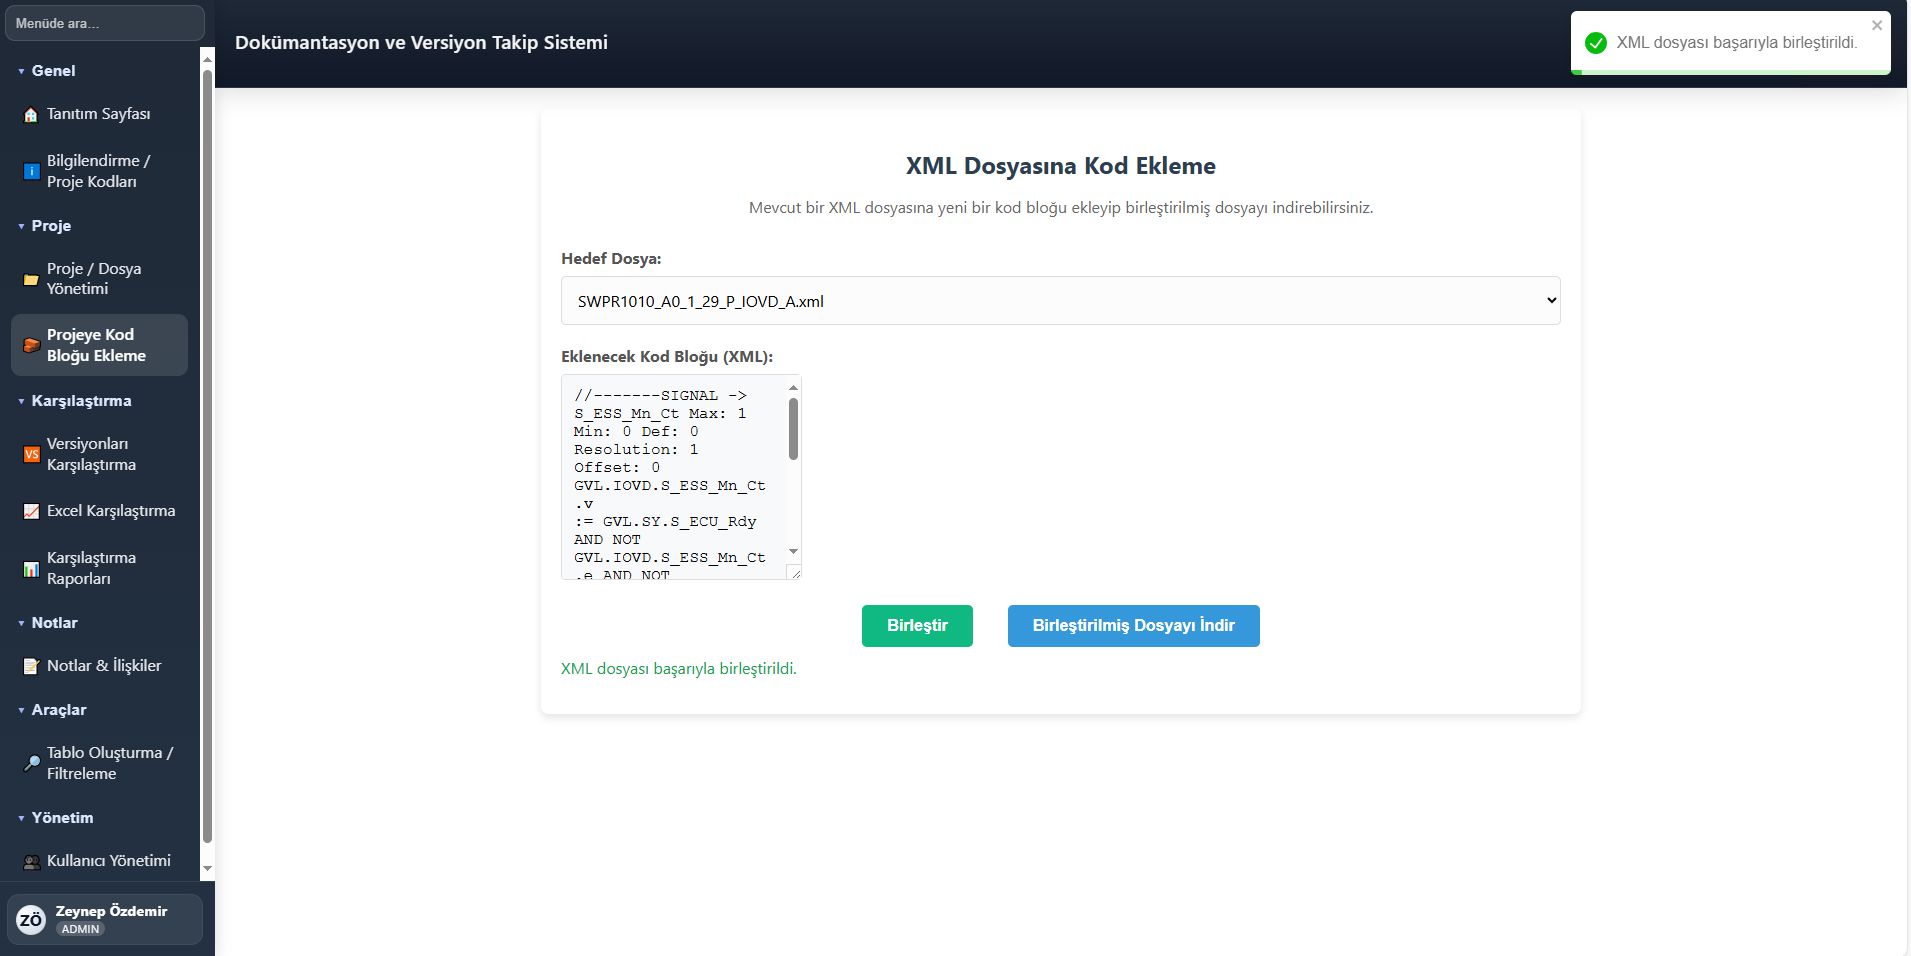 Menüde ara...
Genel
Tanıtım Sayfası
Bilgilendirme /
Proje Kodları
Proje
Proje / Dosya
Yönetimi
Projeye Kod
Bloğu Ekleme
Karşılaştırma
VS
Versiyonları
Karşılaştırma
Excel Karşılaştırma
Karşılaştırma
Raporları
Notlar
Notlar & İlişkiler
Araçlar
Tablo Oluşturma /
Filtreleme
Yönetim
Kullanıcı Yönetimi
ZÖ
Zeynep Özdemir
ADMIN
Dokümantasyon ve Versiyon Takip Sistemi
XML dosyası başarıyla birleştirildi.
XML Dosyasına Kod Ekleme
Mevcut bir XML dosyasına yeni bir kod bloğu ekleyip birleştirilmiş dosyayı indirebilirsiniz.
Hedef Dosya:
SWPR1010_A0_1_29_P_IOVD_A.xml
Eklenecek Kod Bloğu (XML):
//-------SIGNAL ->
S_ESS_Mn_Ct Max: 1
Min: 0 Def: 0
Resolution: 1
Offset: 0
GVL.IOVD.S_ESS_Mn_Ct
.v
:= GVL.SY.S_ECU_Rdy
AND NOT
GVL.IOVD.S_ESS_Mn_Ct
.e AND NOT
Birleştir
Birleştirilmiş Dosyayı İndir
XML dosyası başarıyla birleştirildi.